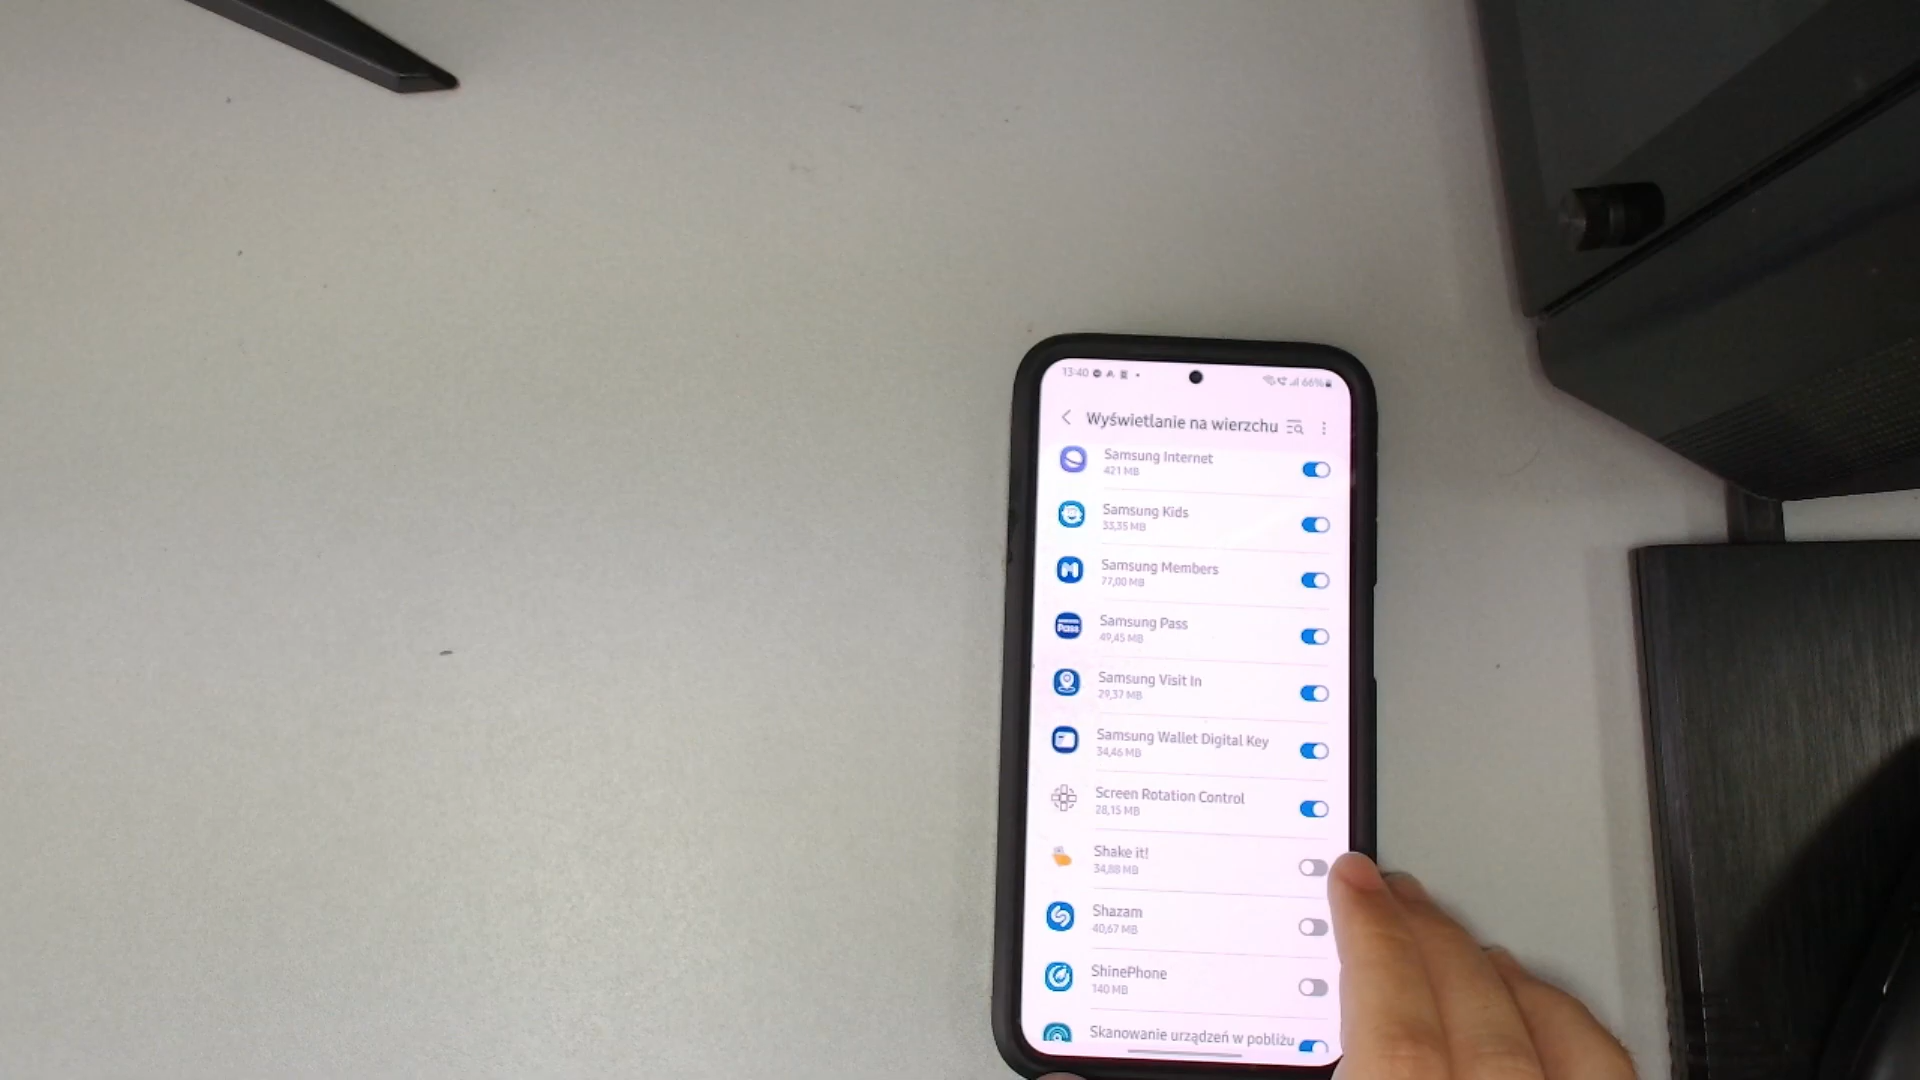 13:40 66%
Wyświetlanie na wierzchu
Samsung Internet
421 MB
Samsung Kids
33,35 MB
Samsung Members
77,00 MB
Samsung Pass
49,45 MB
Samsung Visit In
29,37 MB
Samsung Wallet Digital Key
34,46 MB
Screen Rotation Control
28,15 MB
Shake it!
34,88 MB
Shazam
40,67 MB
ShinePhone
140 MB
Skanowanie urządzeń w pobliżu